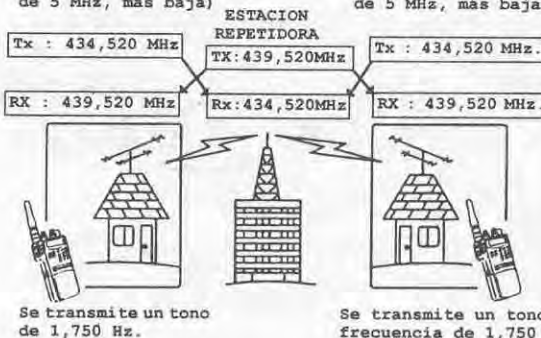 de 5 MHz, más baja)
de 5 MHz, más baja
ESTACION
REPETIDORA
Tx : 434,520 MHz
TX:439,520MHz
Tx : 434,520 MHz.
RX : 439,520 MHz
Rx:434,520MHz
RX : 439,520 MHz.
Se transmite un tono
de 1,750 Hz.
Se transmite un tono
frecuencia de 1,750